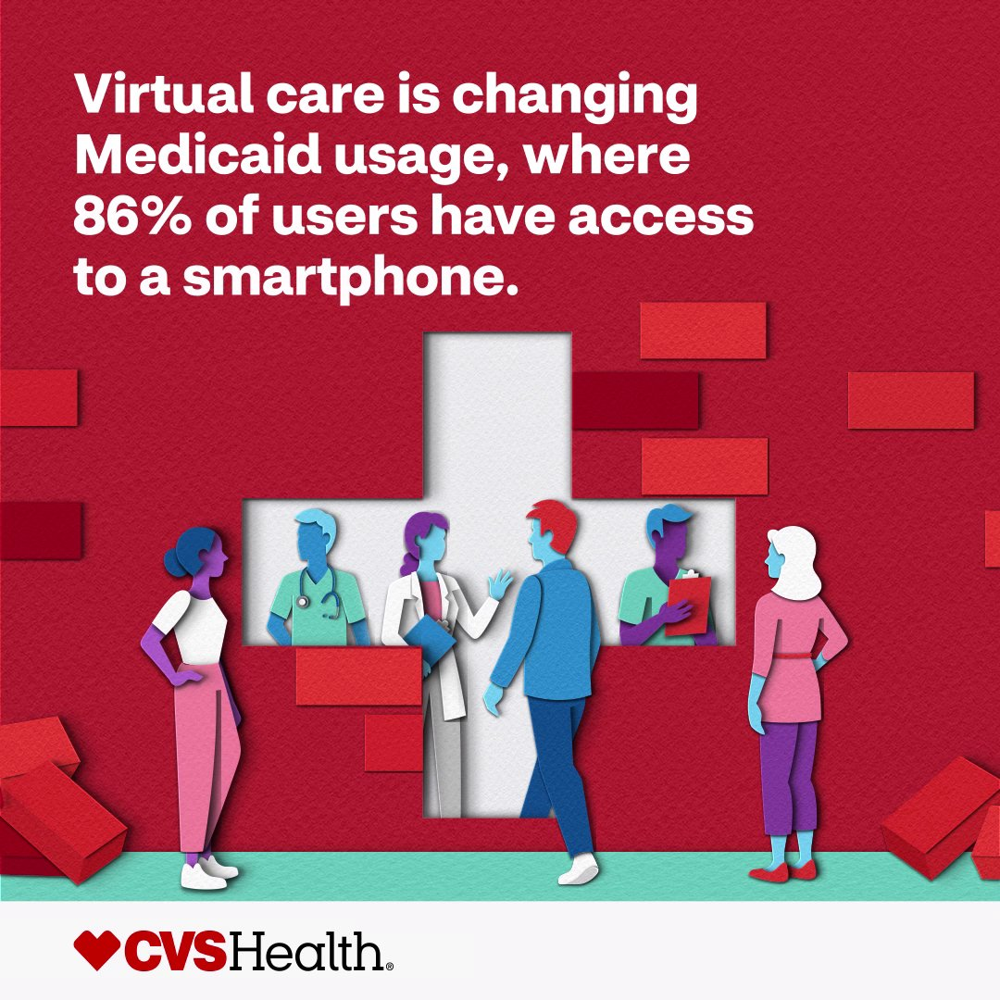 Virtual care is changing
Medicaid usage, where
86% of users have access
to a smartphone.
CVSHealth®